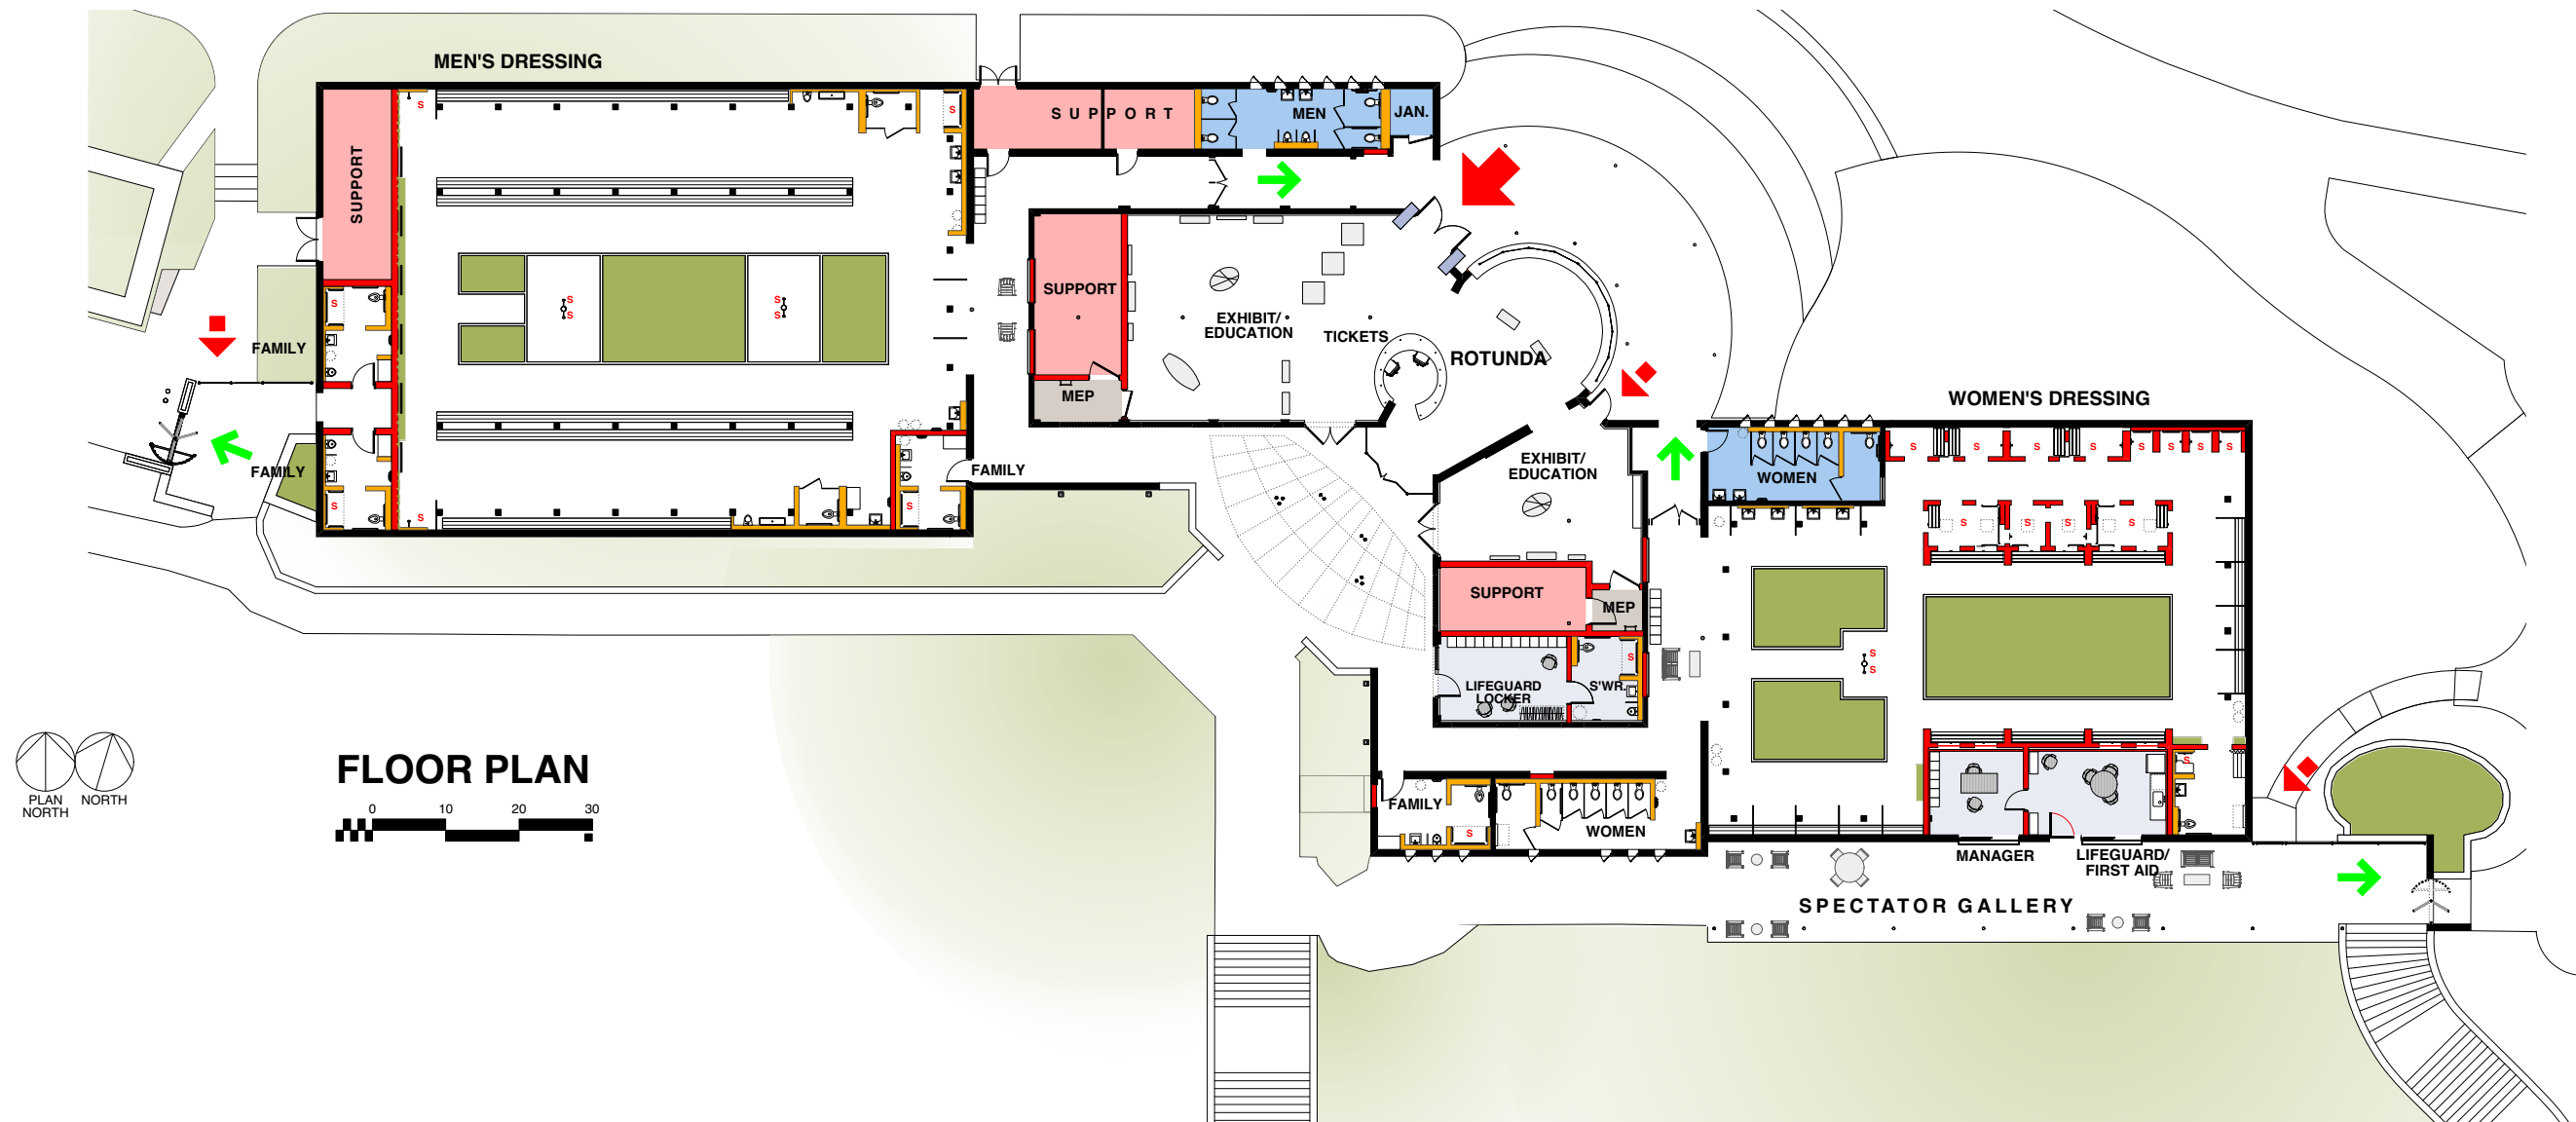 MEN'S DRESSING
S
S
SUPPORT
MEN
JAN.
SUPPORT
S
S
S
S
S
SUPPORT
EXHIBIT/
EDUCATION
TICKETS
ROTUNDA
FAMILY
MEP
FAMILY
S
S
FAMILY
S
WOMEN'S DRESSING
EXHIBIT/
EDUCATION
WOMEN
S
S
S
S
S
S
S
S
S
S
S
S
SUPPORT
MEP
LIFEGUARD
LOCKER
S'WR.
S
S
S
FAMILY
S
WOMEN
S
MANAGER
LIFEGUARD/
FIRST AID
SPECTATOR GALLERY
PLAN
NORTH
NORTH
FLOOR PLAN
0 10 20 30